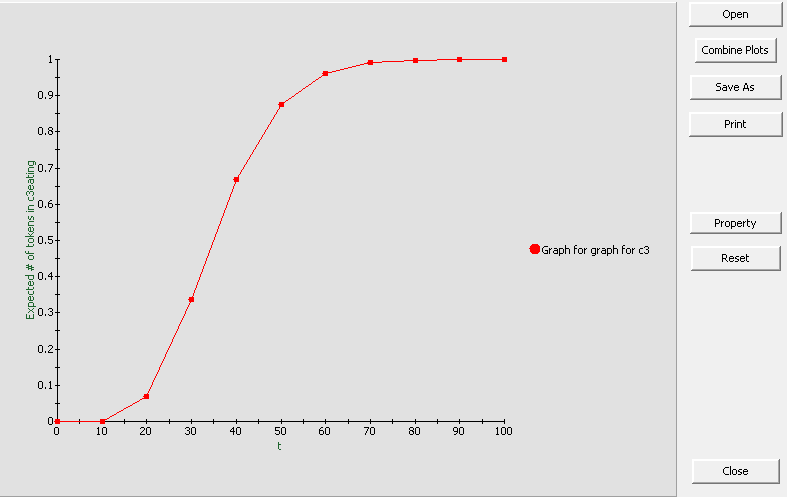 Open
Combine Plots
Save As
Print
Property
Reset
Close
Expected # of tokens in c3eating
1
0.9
0.8
0.7
0.6
0.5
0.4
0.3
0.2
0.1
0
0 10 20 30 40 50 60 70 80 90 100
t
Graph for graph for c3